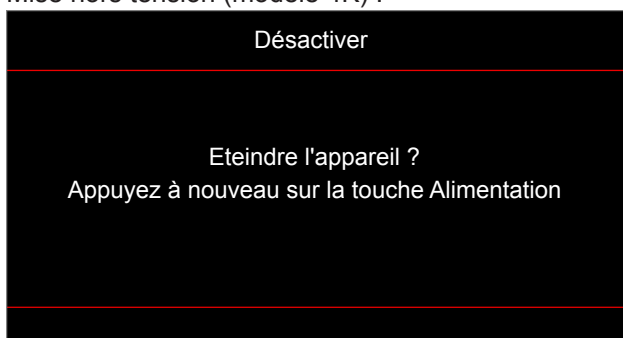 Mise hors tension (modèle 4K) :
Désactiver
Eteindre l'appareil ?
Appuyez à nouveau sur la touche Alimentation